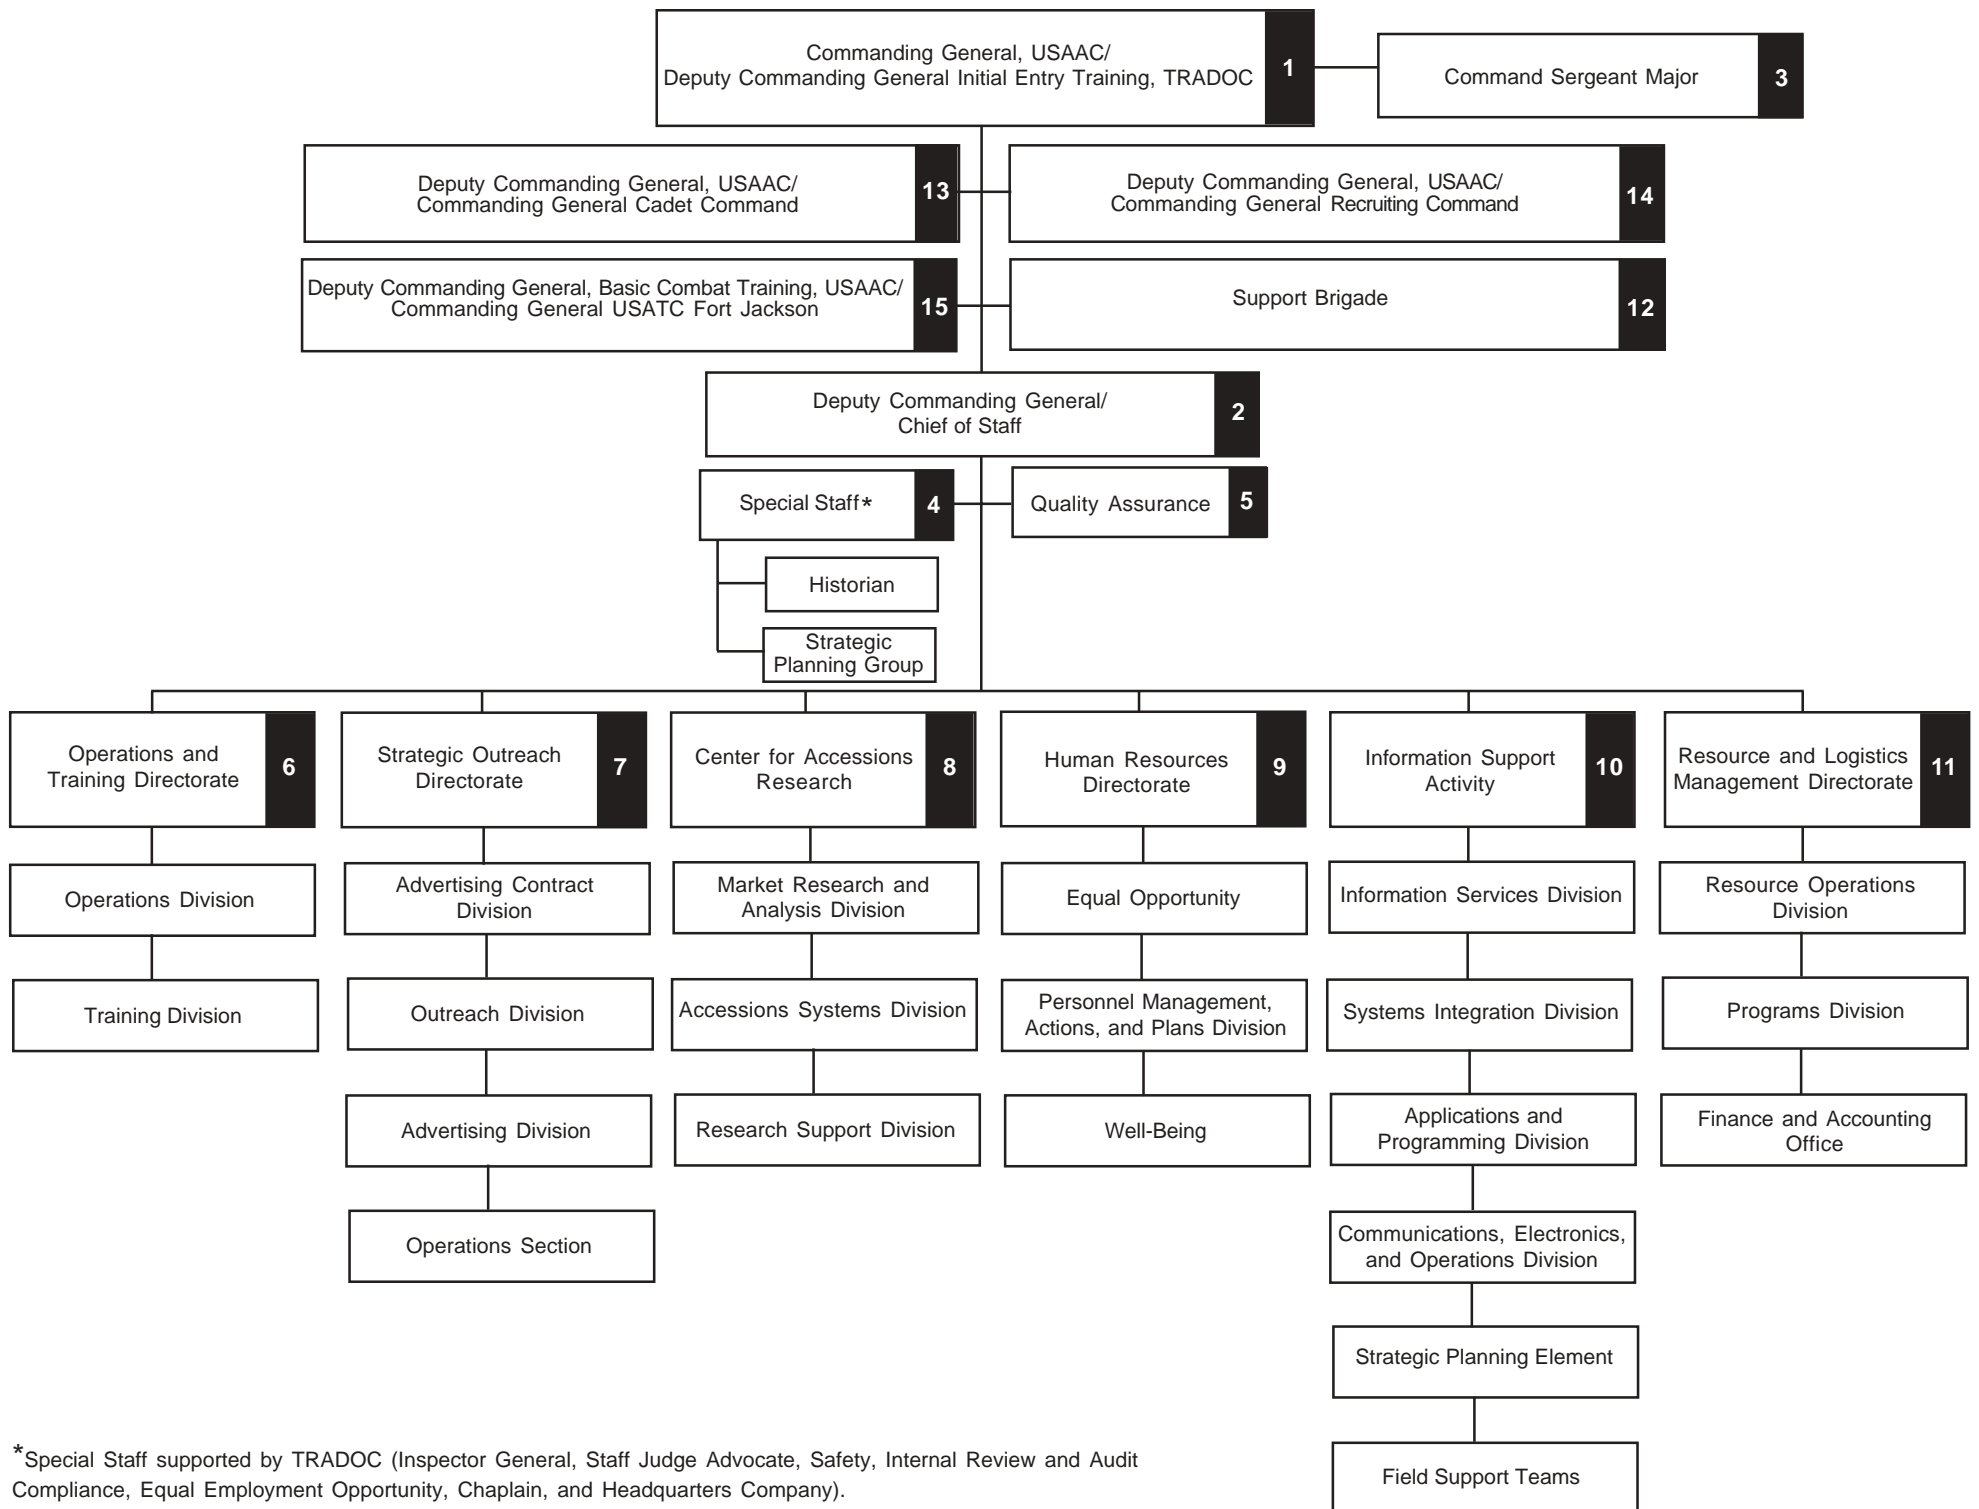 Commanding General, USAAC/
Deputy Commanding General Initial Entry Training, TRADOC
1
Command Sergeant Major
3
Deputy Commanding General, USAAC/
Commanding General Cadet Command
13
Deputy Commanding General, USAAC/
Commanding General Recruiting Command
14
Deputy Commanding General, Basic Combat Training, USAAC/
Commanding General USATC Fort Jackson
15
Support Brigade
12
Deputy Commanding General/
Chief of Staff
2
Special Staff*
4
Quality Assurance
5
Historian
Strategic
Planning Group
Operations and
Training Directorate
6
Strategic Outreach
Directorate
7
Center for Accessions
Research
8
Human Resources
Directorate
9
Information Support
Activity
10
Resource and Logistics
Management Directorate
11
Operations Division
Advertising Contract
Division
Market Research and
Analysis Division
Equal Opportunity
Information Services Division
Resource Operations
Division
Training Division
Outreach Division
Accessions Systems Division
Personnel Management,
Actions, and Plans Division
Systems Integration Division
Programs Division
Advertising Division
Research Support Division
Well-Being
Applications and
Programming Division
Finance and Accounting
Office
Operations Section
Communications, Electronics,
and Operations Division
Strategic Planning Element
Field Support Teams
*Special Staff supported by TRADOC (Inspector General, Staff Judge Advocate, Safety, Internal Review and Audit
Compliance, Equal Employment Opportunity, Chaplain, and Headquarters Company).